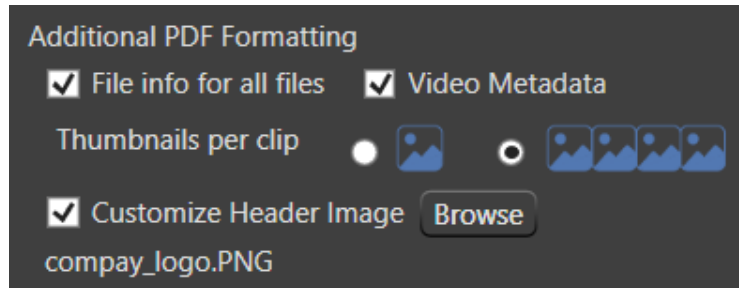 Additional PDF Formatting
File info for all files Video Metadata
Thumbnails per clip
Customize Header Image Browse
compay_logo.PNG